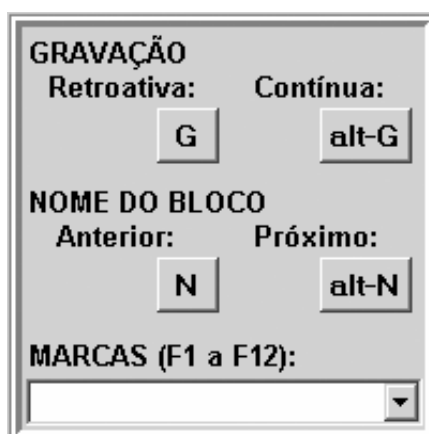 GRAVAÇÃO
Retroativa: Contínua:
G alt-G
NOME DO BLOCO
Anterior: Próximo:
N alt-N
MARCAS (F1 a F12):